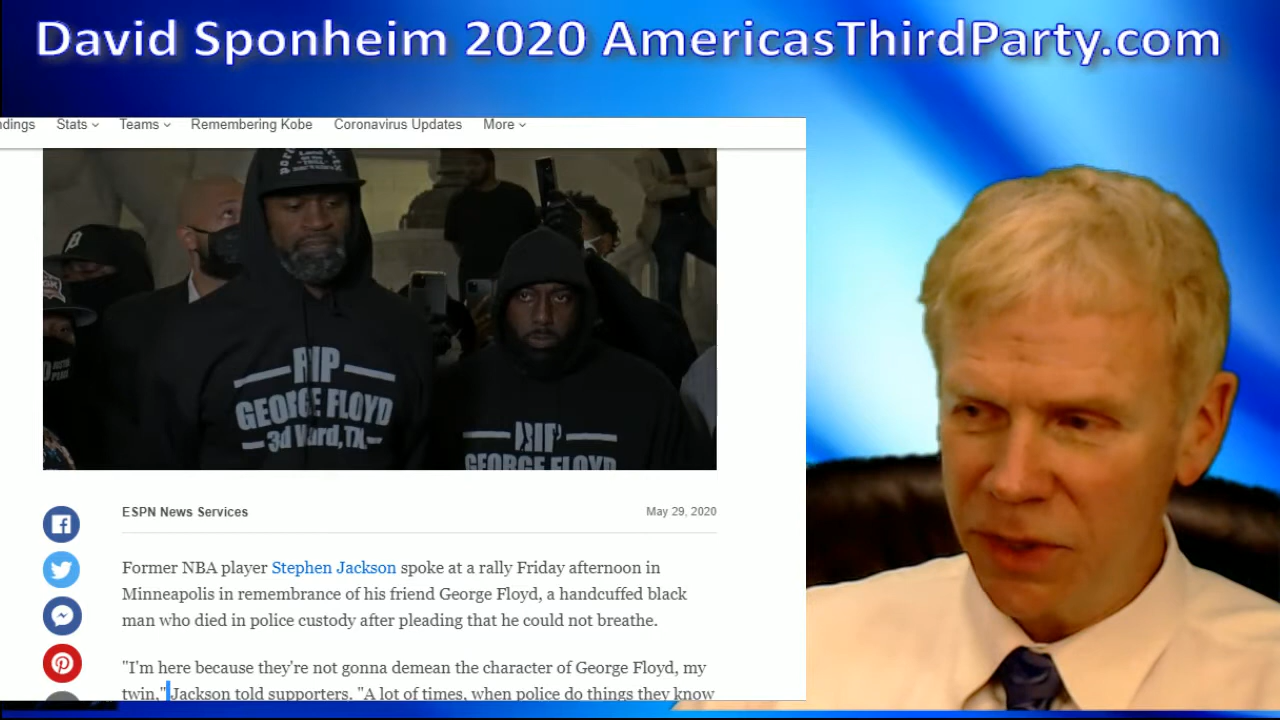 David Sponheim 2020 AmericasThirdParty.com
ndings Stats Teams Remembering Kobe Coronavirus Updates More
RIP
GEORGE FLOYD
3d Ward, TX
RIP
GEORGE FLOYD
ESPN News Services May 29, 2020
Former NBA player Stephen Jackson spoke at a rally Friday afternoon in
Minneapolis in remembrance of his friend George Floyd, a handcuffed black
man who died in police custody after pleading that he could not breathe.
"I'm here because they're not gonna demean the character of George Floyd, my
twin," Jackson told supporters. "A lot of times, when police do things they know